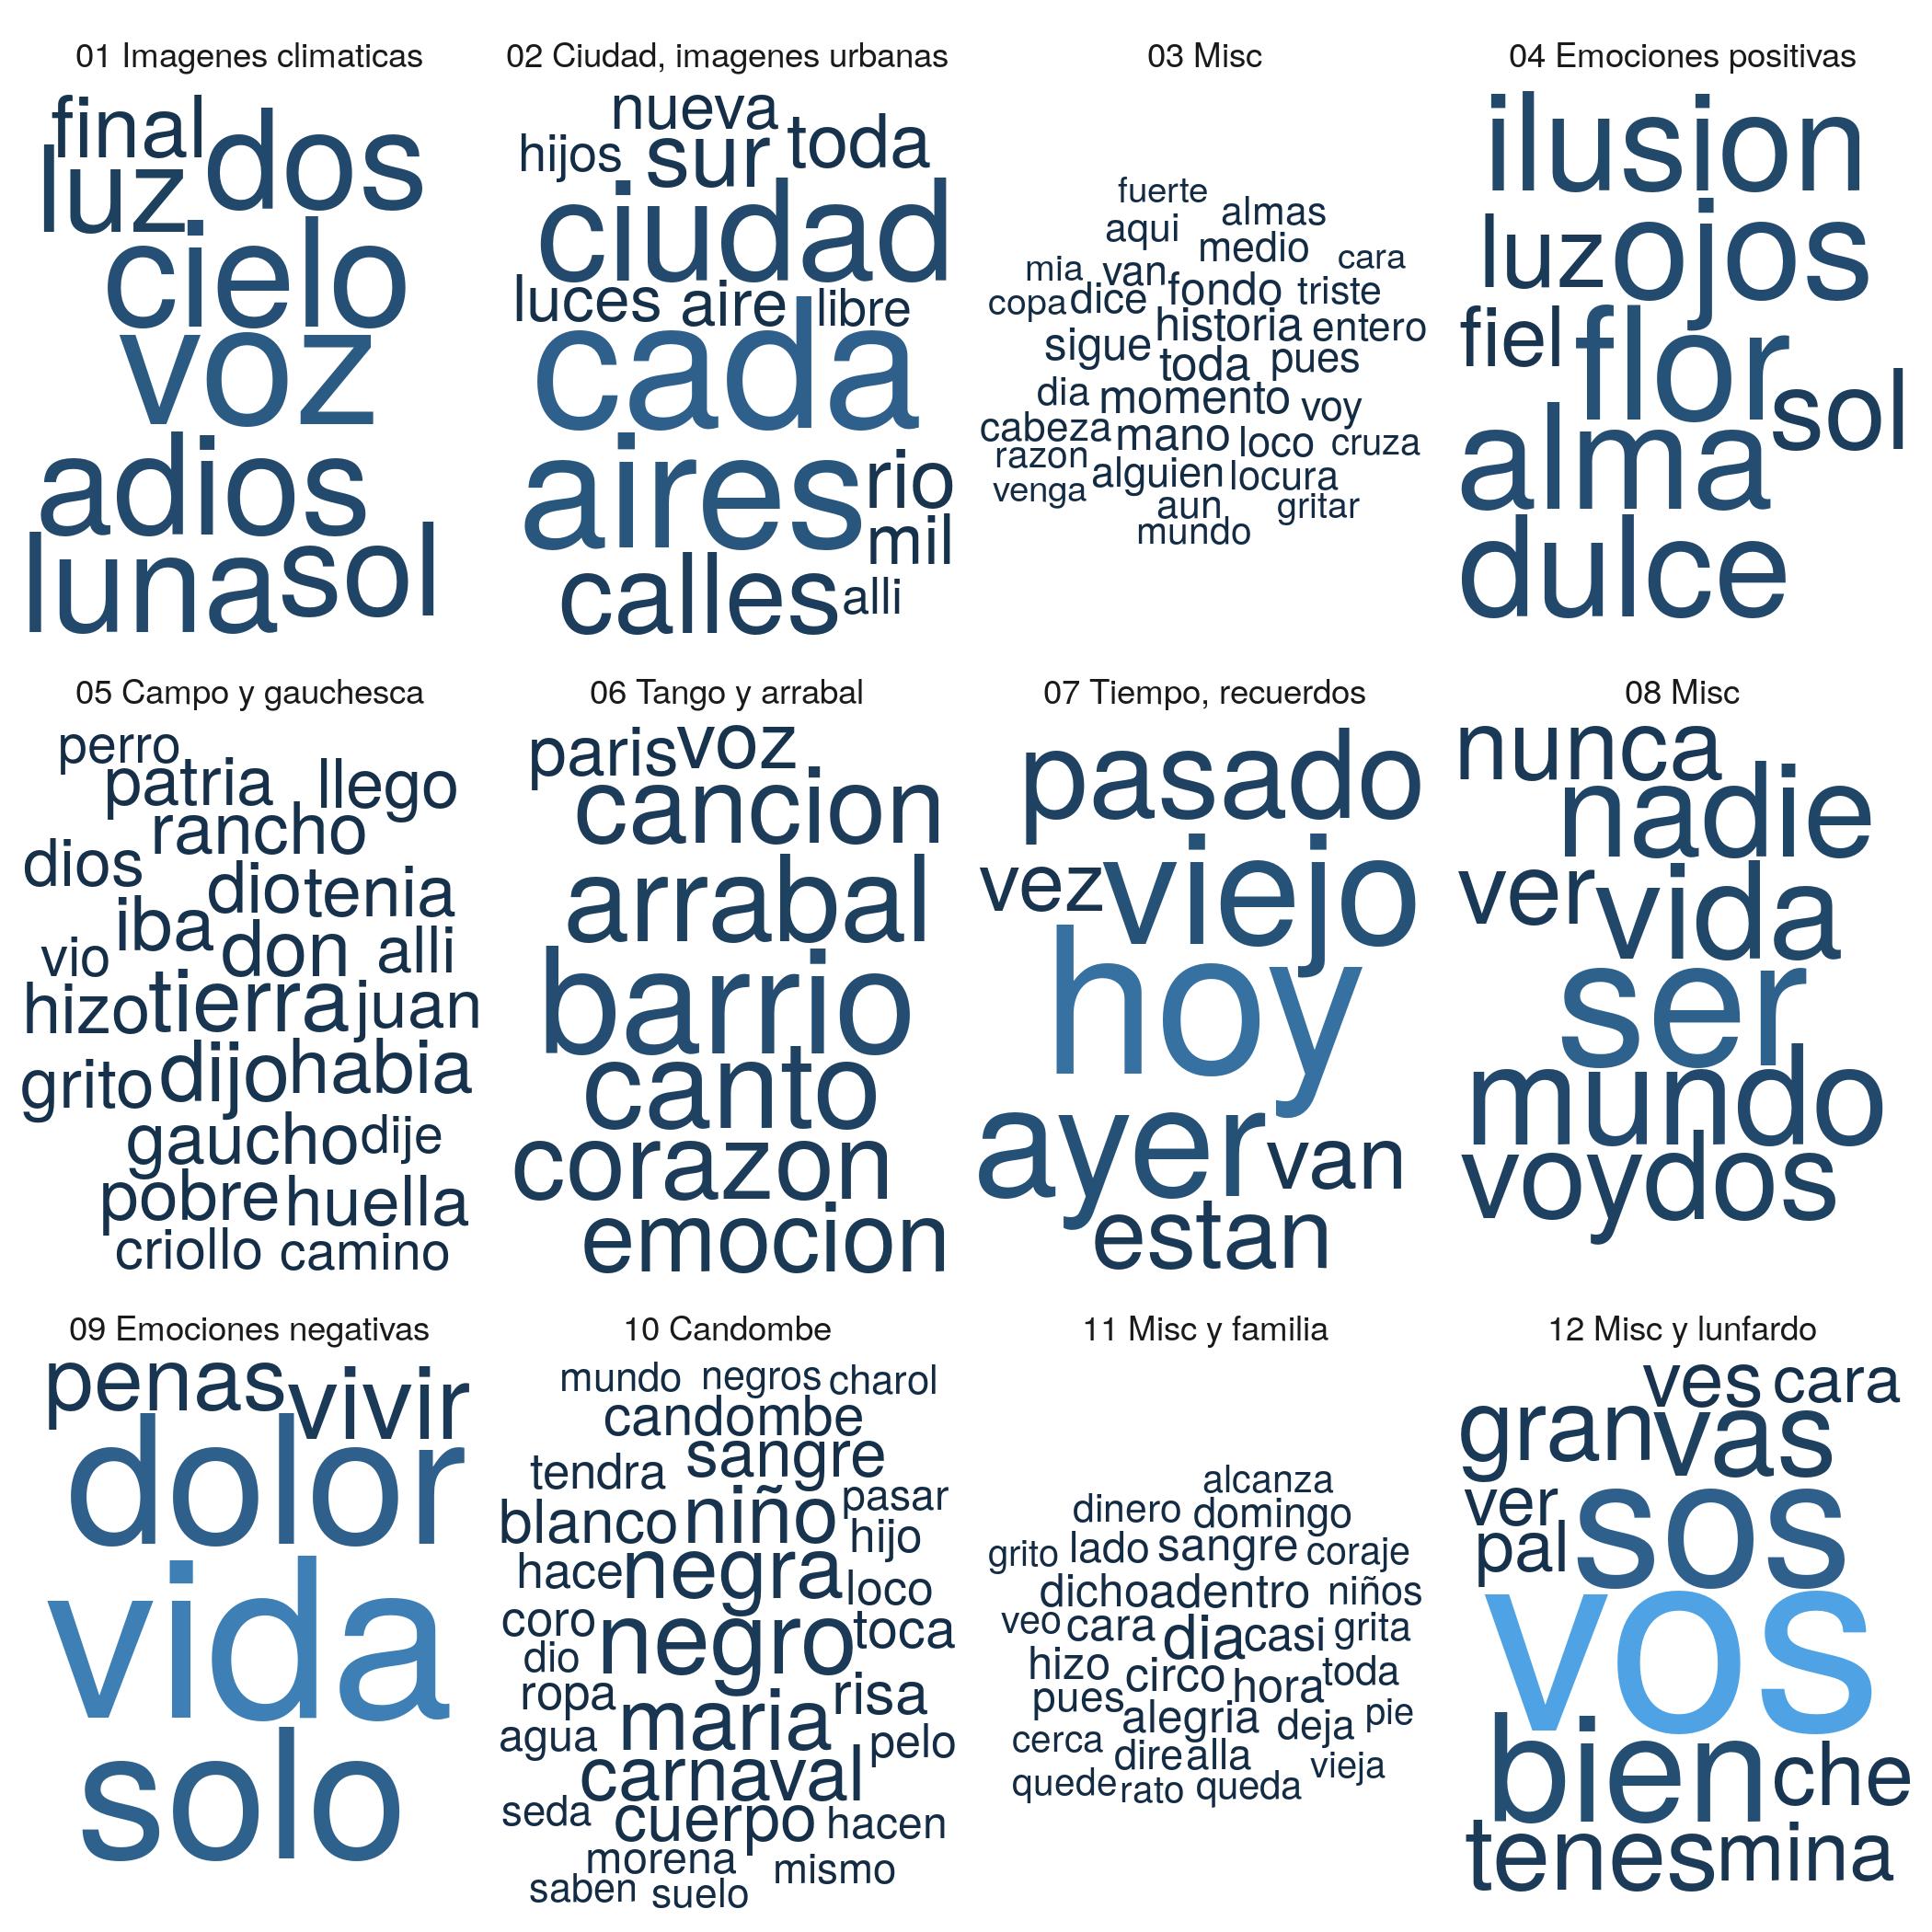 01 Imagenes climaticas
final
dos
luz
cielo
voz
adios
luna
sol
02 Ciudad, imagenes urbanas
nueva
hijos sur toda
ciudad
luces aire libre
cada
aires
rio
mil
calles
alli
03 Misc
fuerte
almas
aqui
medio
cara
mia van
copa dice fondo triste
historia entero
sigue
toda pues
dia momento voy
cabeza mano loco cruza
razon
alguien locura
venga
aun gritar
mundo
04 Emociones positivas
ilusion
luz ojos
fiel flor
sol
alma
dulce
05 Campo y gauchesca
perro
patria llego
rancho
dios
dio tenia
iba
vio don alli
hizo tierra juan
grito dijo habia
gaucho dije
pobre huella
criollo camino
06 Tango y arrabal
paris voz
cancion
arrabal
barrio
canto
corazon
emocion
07 Tiempo, recuerdos
pasado
vez viejo
hoy
ayer van
estan
08 Misc
nunca
nadie
ver vida
ser
mundo
voy dos
09 Emociones negativas
penas vivir
dolor
vida
solo
10 Candombe
mundo negros charol
candombe
sangre
tendra
pasar
blanco niño
hijo
hace negra
loco
coro negro toca
dio
ropa risa
agua maria pelo
carnaval
seda cuerpo hacen
morena mismo
saben suelo
11 Misc y familia
alcanza
dinero domingo
grito lado sangre coraje
dicho adentro niños
veo cara dia casi grita
hizo circo hora toda
pues alegria deja pie
cerca dire alla
vieja
quede rato queda
12 Misc y lunfardo
ves cara
gran vas
ver sos
pal
vos
bien che
tenes mina